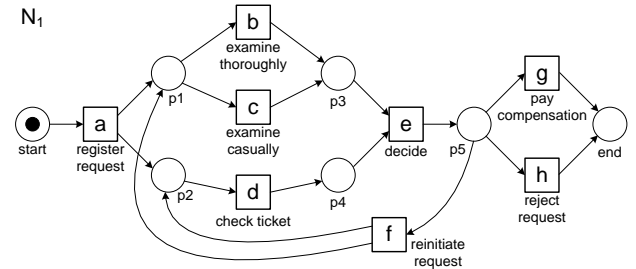 N1
b
examine
thoroughly
p1
c
examine
casually
p3
g
pay
compensation
start
a
register
request
e
decide
p5
end
p2
d
check ticket
p4
h
reject
request
f
reinitiate
request